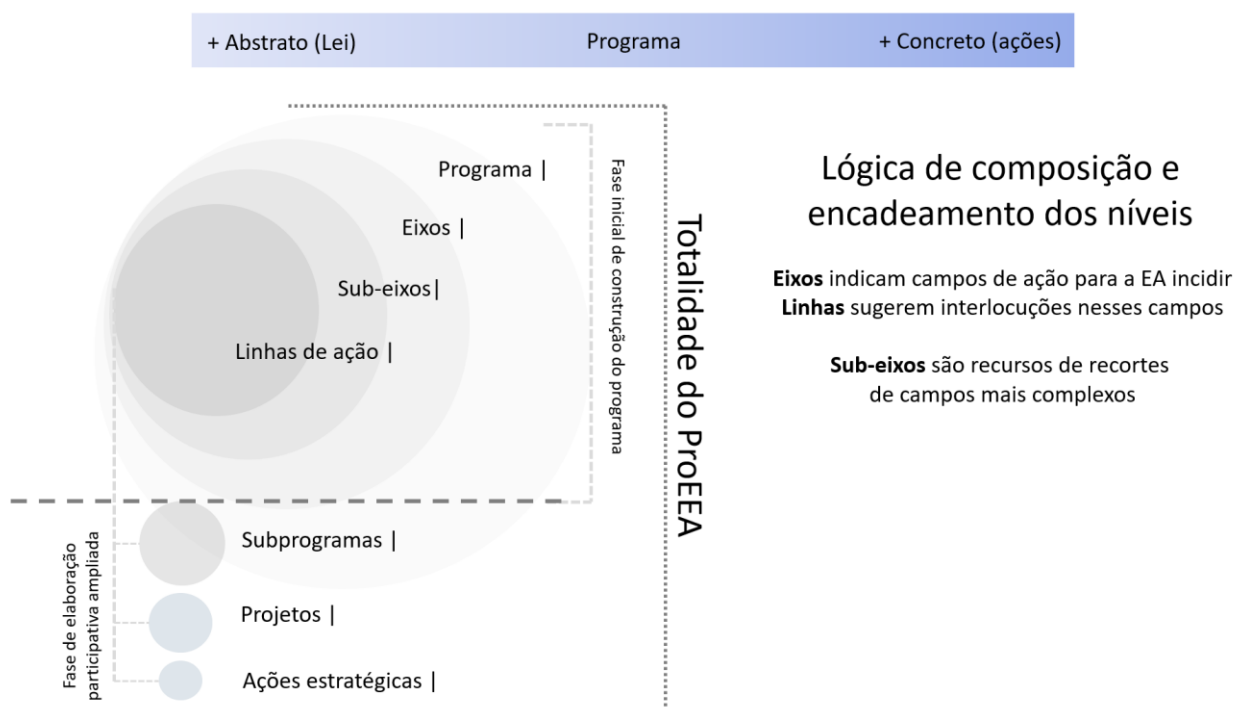 + Abstrato (Lei)
Programa
+ Concreto (ações)
Programa |
Eixos |
Sub-eixos|
Linhas de ação |
Fase inicial de construção do programa
Totalidade do ProEEA
Lógica de composição e
encadeamento dos níveis
Eixos indicam campos de ação para a EA incidir
Linhas sugerem interlocuções nesses campos
Sub-eixos são recursos de recortes
de campos mais complexos
Fase de elaboração
participativa ampliada
Subprogramas |
Projetos |
Ações estratégicas |